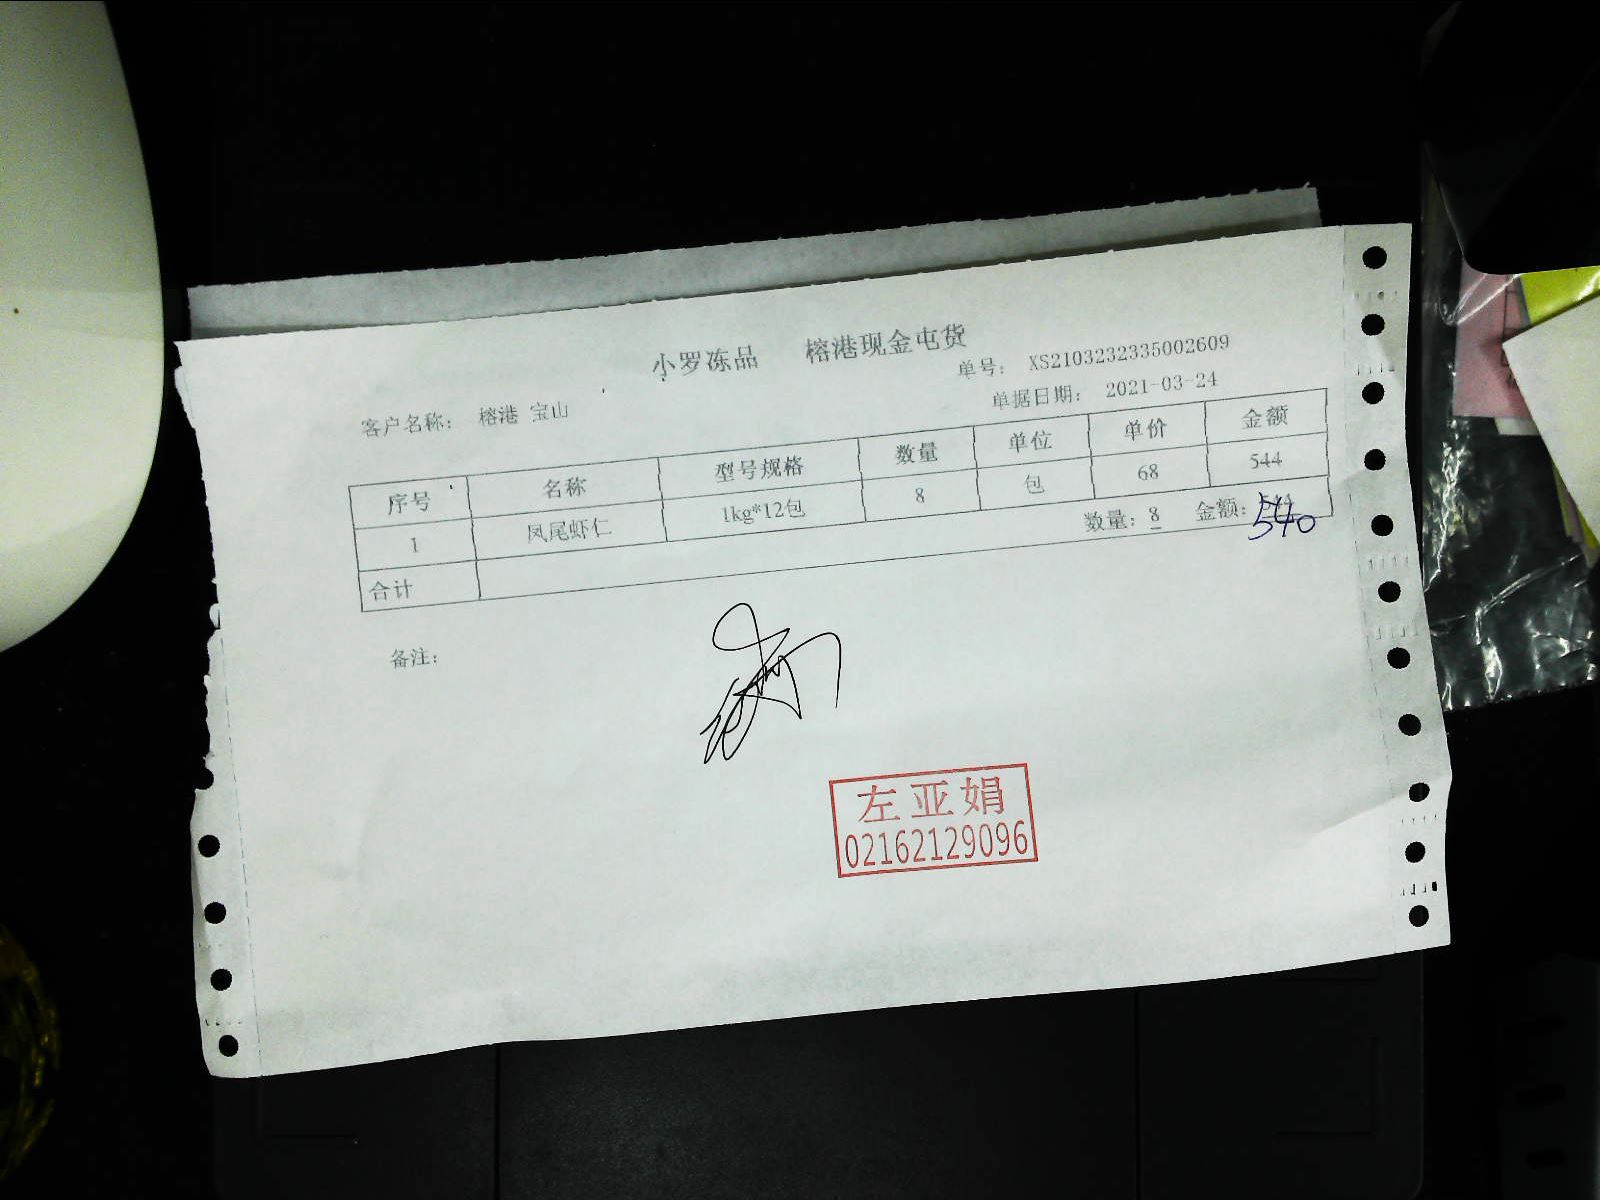 小罗冻品 榕港现金屯货
单号： XS2103232335002609
客户名称： 榕港 宝山 单据日期： 2021-03-24
序号 名称 型号规格 数量 单位 单价 金额
1 凤尾虾仁 1kg*12包 8 包 68 544
合计 数量：8 金额：544
540
备注：
左亚娟
02162129096